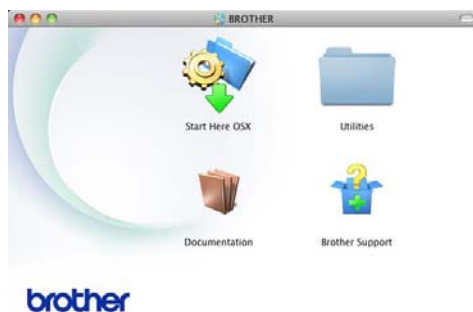 BROTHER
Start Here OSX
Utilities
Documentation
Brother Support
brother